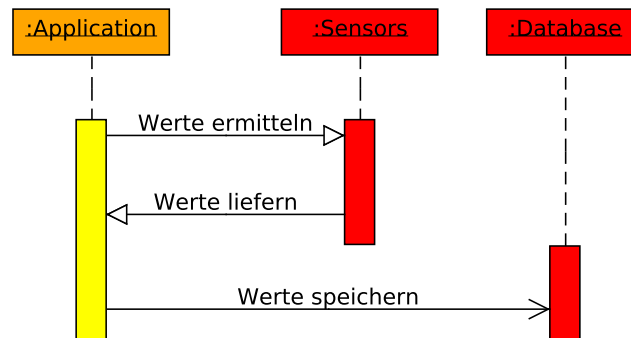 :Application
:Sensors
:Database
Werte ermitteln
Werte liefern
Werte speichern